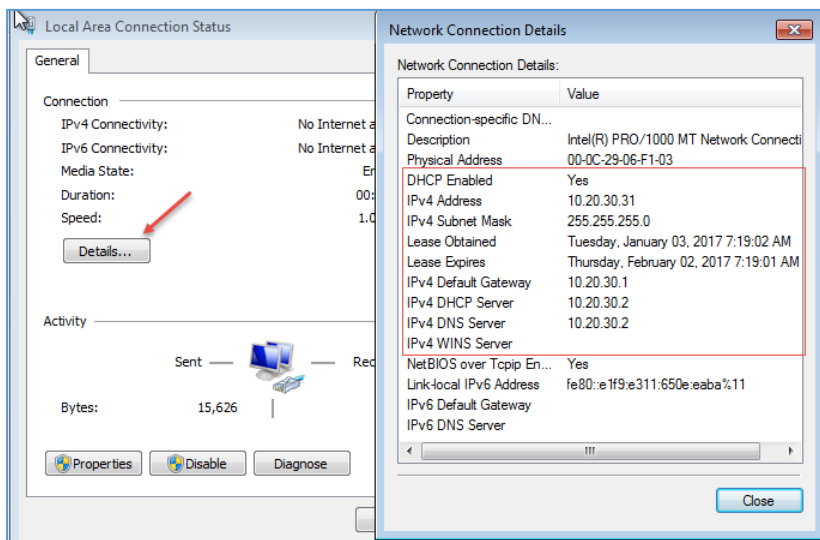 Local Area Connection Status
General
Connection
IPv4 Connectivity: No Internet a
IPv6 Connectivity: No Internet a
Media State: Er
Duration: 00:
Speed: 1.0
Details...
Activity
Sent Rec
Bytes: 15,626
Properties Disable Diagnose
Network Connection Details
Network Connection Details:
Property Value
Connection-specific DN...
Description Intel(R) PRO/1000 MT Network Connecti
Physical Address 00-0C-29-06-F1-03
DHCP Enabled Yes
IPv4 Address 10.20.30.31
IPv4 Subnet Mask 255.255.255.0
Lease Obtained Tuesday, January 03, 2017 7:19:02 AM
Lease Expires Thursday, February 02, 2017 7:19:01 AM
IPv4 Default Gateway 10.20.30.1
IPv4 DHCP Server 10.20.30.2
IPv4 DNS Server 10.20.30.2
IPv4 WINS Server
NetBIOS over Tcpip En... Yes
Link-local IPv6 Address fe80::e1f9:e311:650e:eaba%11
IPv6 Default Gateway
IPv6 DNS Server
Close